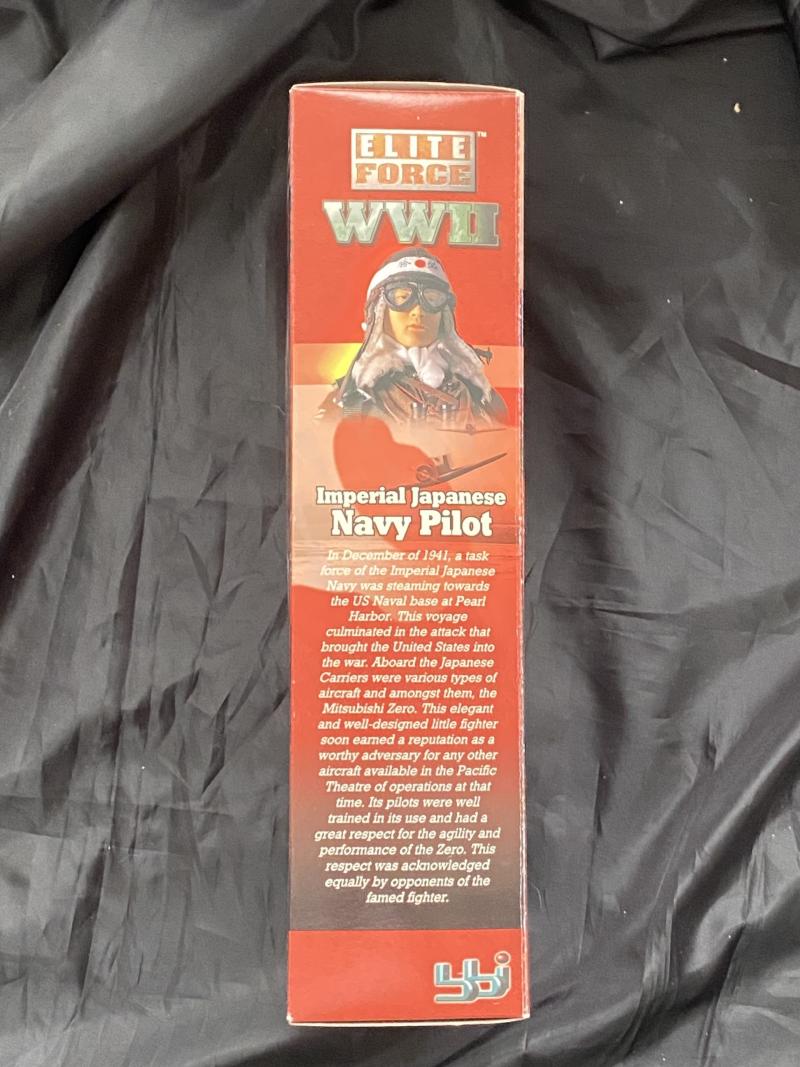 ELITE™
FORCE
WWII
Imperial Japanese
Navy Pilot
In December of 1941, a task
force of the Imperial Japanese
Navy was steaming towards
the US Naval base at Pearl
Harbor. This voyage
culminated in the attack that
brought the United States into
the war. Aboard the Japanese
Carriers were various types of
aircraft and amongst them, the
Mitsubishi Zero. This elegant
and well-designed little fighter
soon earned a reputation as a
worthy adversary for any other
aircraft available in the Pacific
Theatre of operations at that
time. Its pilots were well
trained in its use and had a
great respect for the agility and
performance of the Zero. This
respect was acknowledged
equally by opponents of the
famed fighter.
bbi